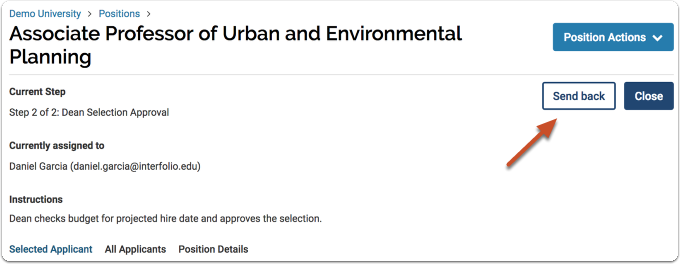 Demo University > Positions >
Associate Professor of Urban and Environmental
Planning
Position Actions
Current Step
Send back
Close
Step 2 of 2: Dean Selection Approval
Currently assigned to
Daniel Garcia (daniel.garcia@interfolio.edu)
Instructions
Dean checks budget for projected hire date and approves the selection.
Selected Applicant All Applicants Position Details